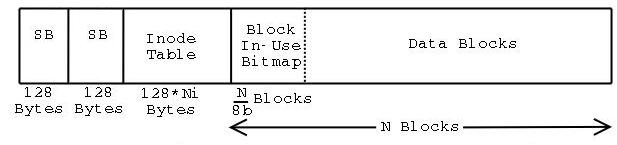 SB
SB
Inode
Table
Block
In-Use
Bitmap
Data Blocks
128
Bytes
128
Bytes
128*Ni
Bytes
N
8b
Blocks
N Blocks